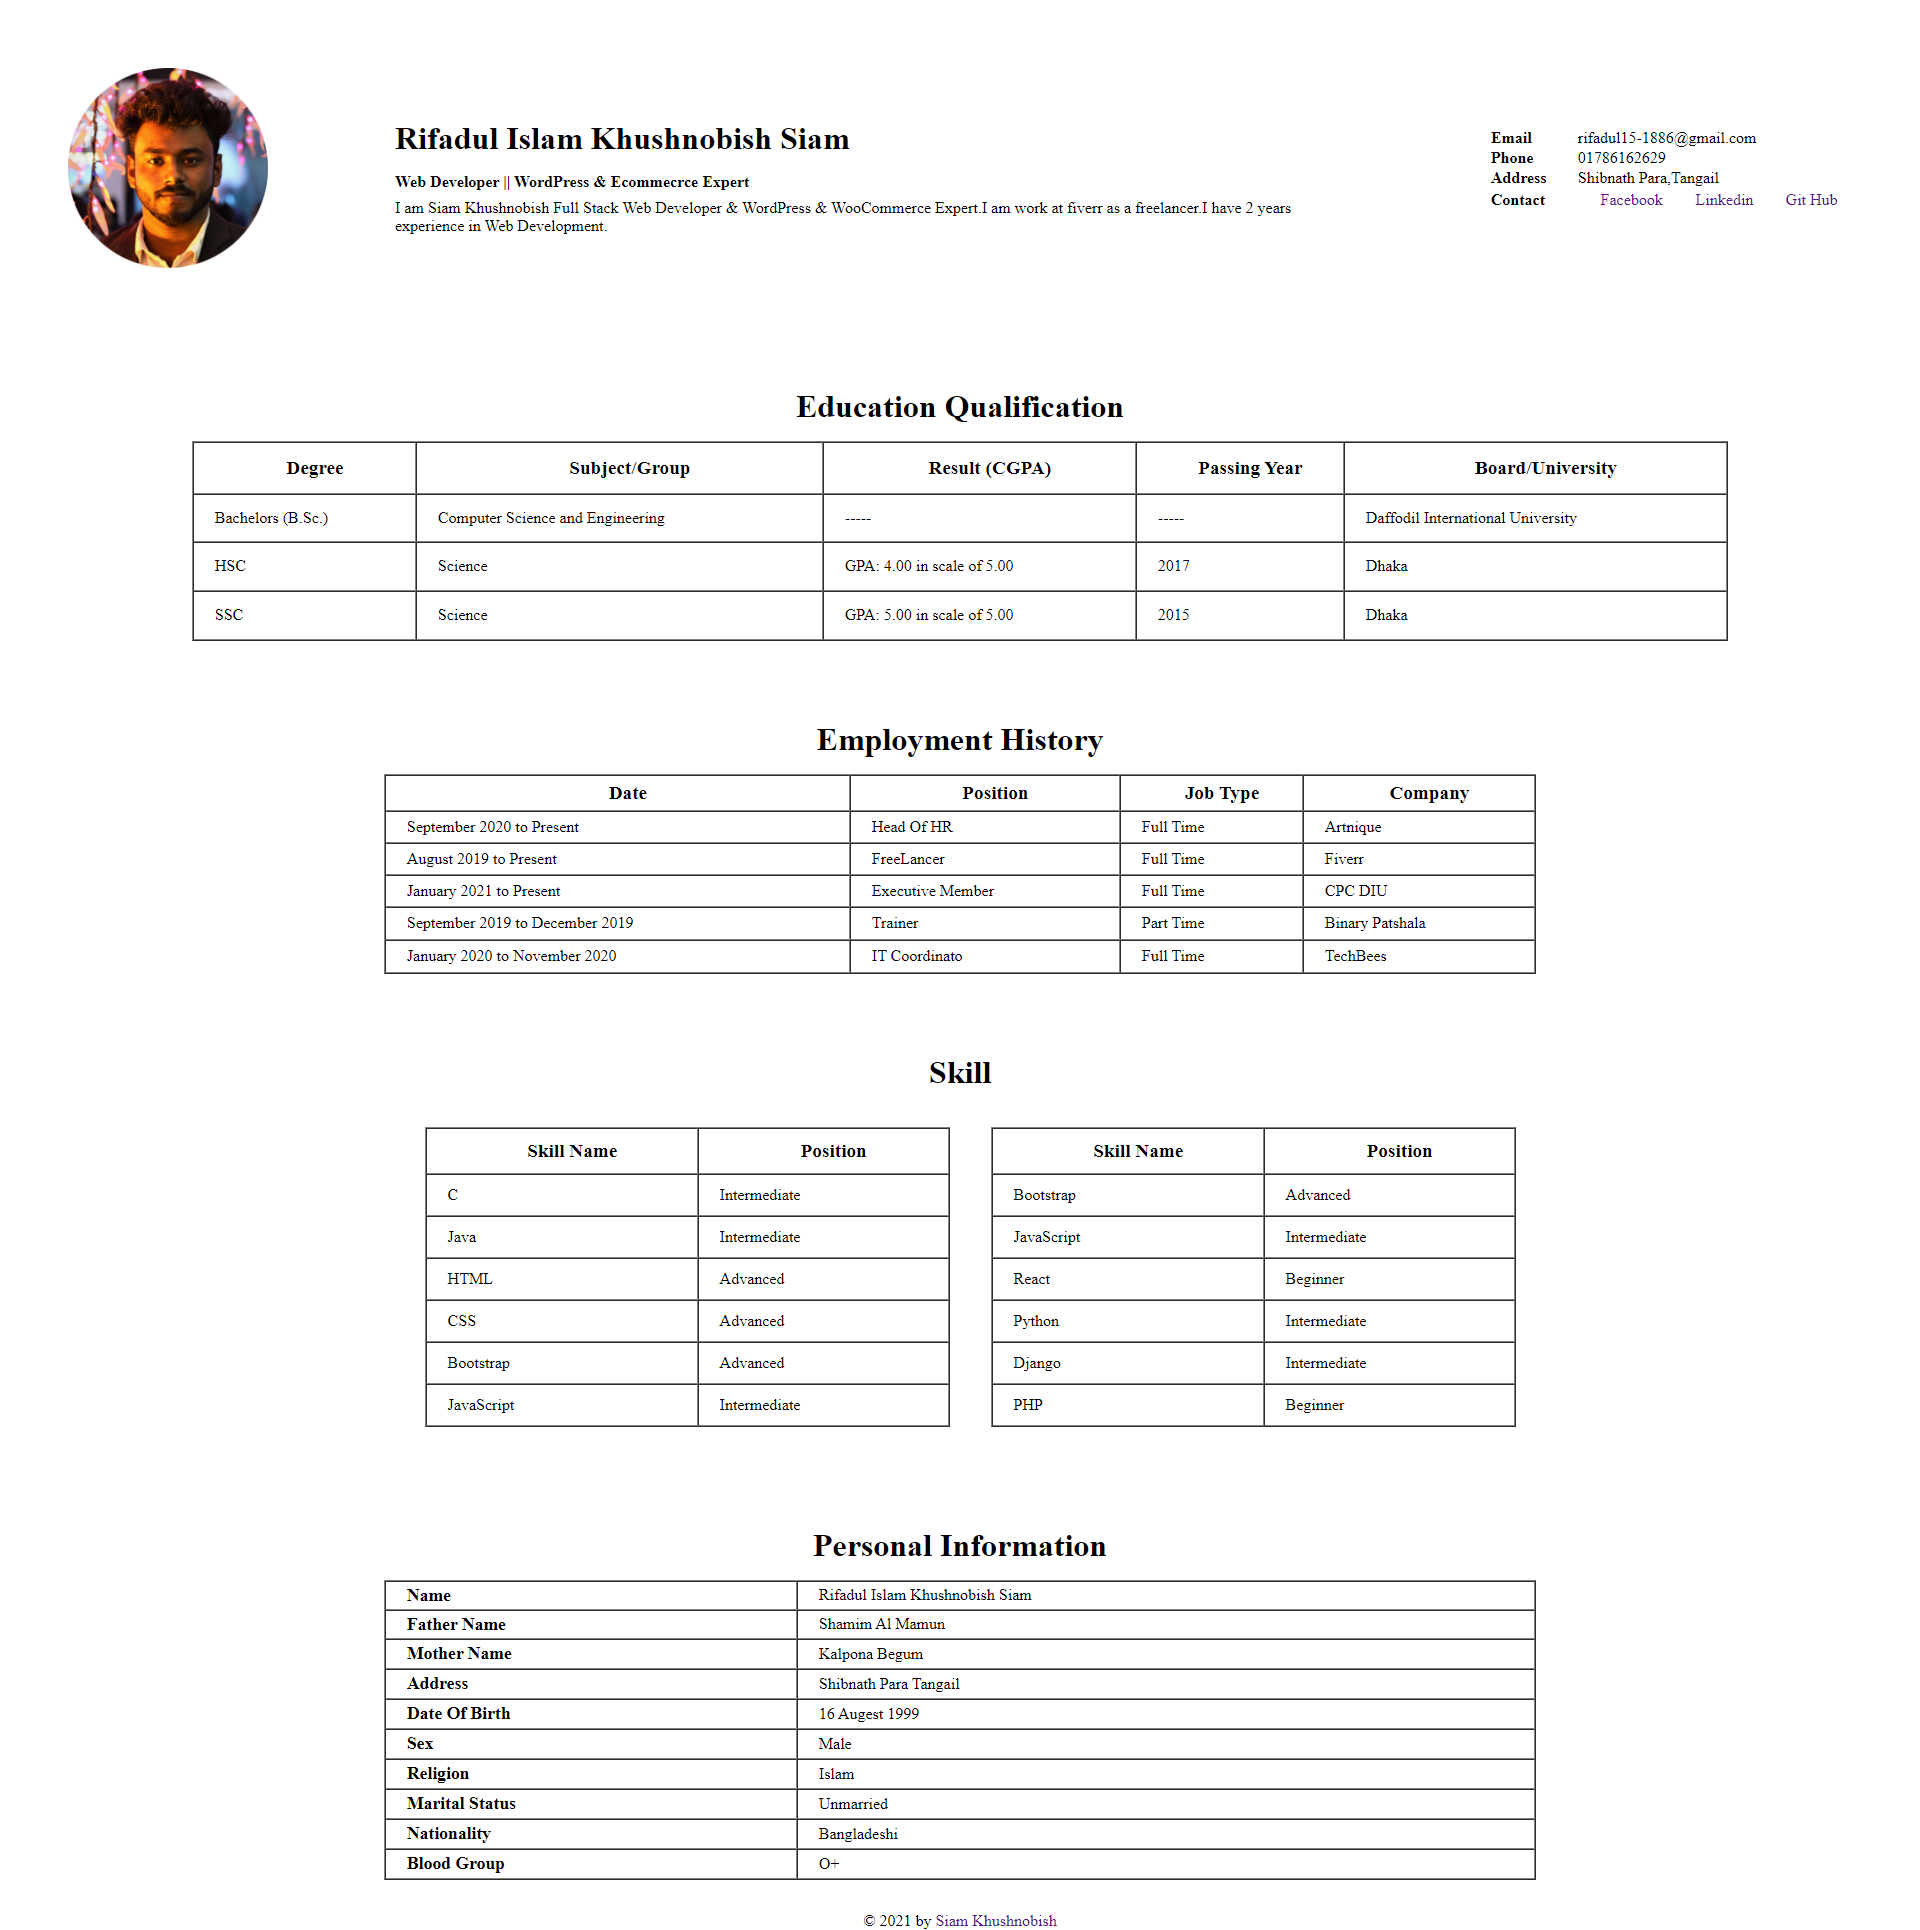 Rifadul Islam Khushnobish Siam
Web Developer || WordPress & Ecommecrce Expert
I am Siam Khushnobish Full Stack Web Developer & WordPress & WooCommerce Expert.I am work at fiverr as a freelancer.I have 2 years
experience in Web Development.
Email rifadul15-1886@gmail.com
Phone 01786162629
Address Shibnath Para,Tangail
Contact Facebook Linkedin Git Hub
Education Qualification
Degree Subject/Group Result (CGPA) Passing Year Board/University
Bachelors (B.Sc.) Computer Science and Engineering ----- ----- Daffodil International University
HSC Science GPA: 4.00 in scale of 5.00 2017 Dhaka
SSC Science GPA: 5.00 in scale of 5.00 2015 Dhaka
Employment History
Date Position Job Type Company
September 2020 to Present Head Of HR Full Time Artnique
August 2019 to Present FreeLancer Full Time Fiverr
January 2021 to Present Executive Member Full Time CPC DIU
September 2019 to December 2019 Trainer Part Time Binary Patshala
January 2020 to November 2020 IT Coordinato Full Time TechBees
Skill
Skill Name Position
C Intermediate
Java Intermediate
HTML Advanced
CSS Advanced
Bootstrap Advanced
JavaScript Intermediate
Skill Name Position
Bootstrap Advanced
JavaScript Intermediate
React Beginner
Python Intermediate
Django Intermediate
PHP Beginner
Personal Information
Name Rifadul Islam Khushnobish Siam
Father Name Shamim Al Mamun
Mother Name Kalpona Begum
Address Shibnath Para Tangail
Date Of Birth 16 Augest 1999
Sex Male
Religion Islam
Marital Status Unmarried
Nationality Bangladeshi
Blood Group O+
© 2021 by Siam Khushnobish